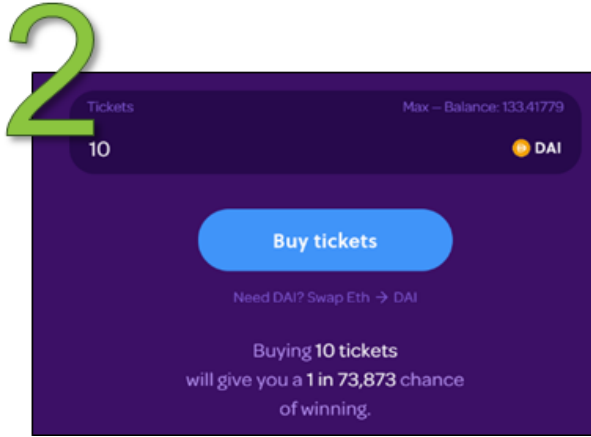 2
Tickets Max – Balance: 133.41779
10 DAI
Buy tickets
Need DAI? Swap Eth → DAI
Buying 10 tickets
will give you a 1 in 73,873 chance
of winning.